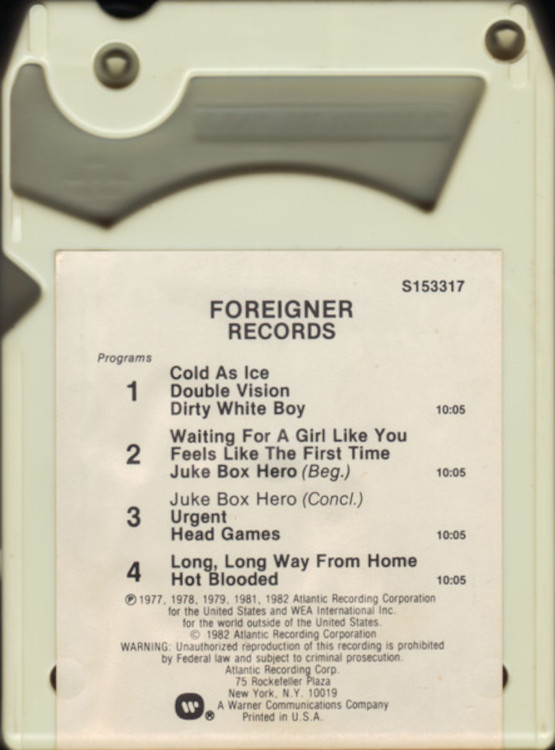 S153317
FOREIGNER
RECORDS
Programs
1
Cold As Ice
Double Vision
Dirty White Boy 10:05
2
Waiting For A Girl Like You
Feels Like The First Time
Juke Box Hero (Beg.) 10:05
3
Juke Box Hero (Concl.)
Urgent
Head Games 10:05
4
Long, Long Way From Home
Hot Blooded 10:05
℗ 1977, 1978, 1979, 1981, 1982 Atlantic Recording Corporation
for the United States and WEA International Inc.
for the world outside of the United States.
© 1982 Atlantic Recording Corporation
WARNING: Unauthorized reproduction of this recording is prohibited
by Federal law and subject to criminal prosecution.
Atlantic Recording Corp.
75 Rockefeller Plaza
New York, N.Y. 10019
® A Warner Communications Company
Printed in U.S.A.